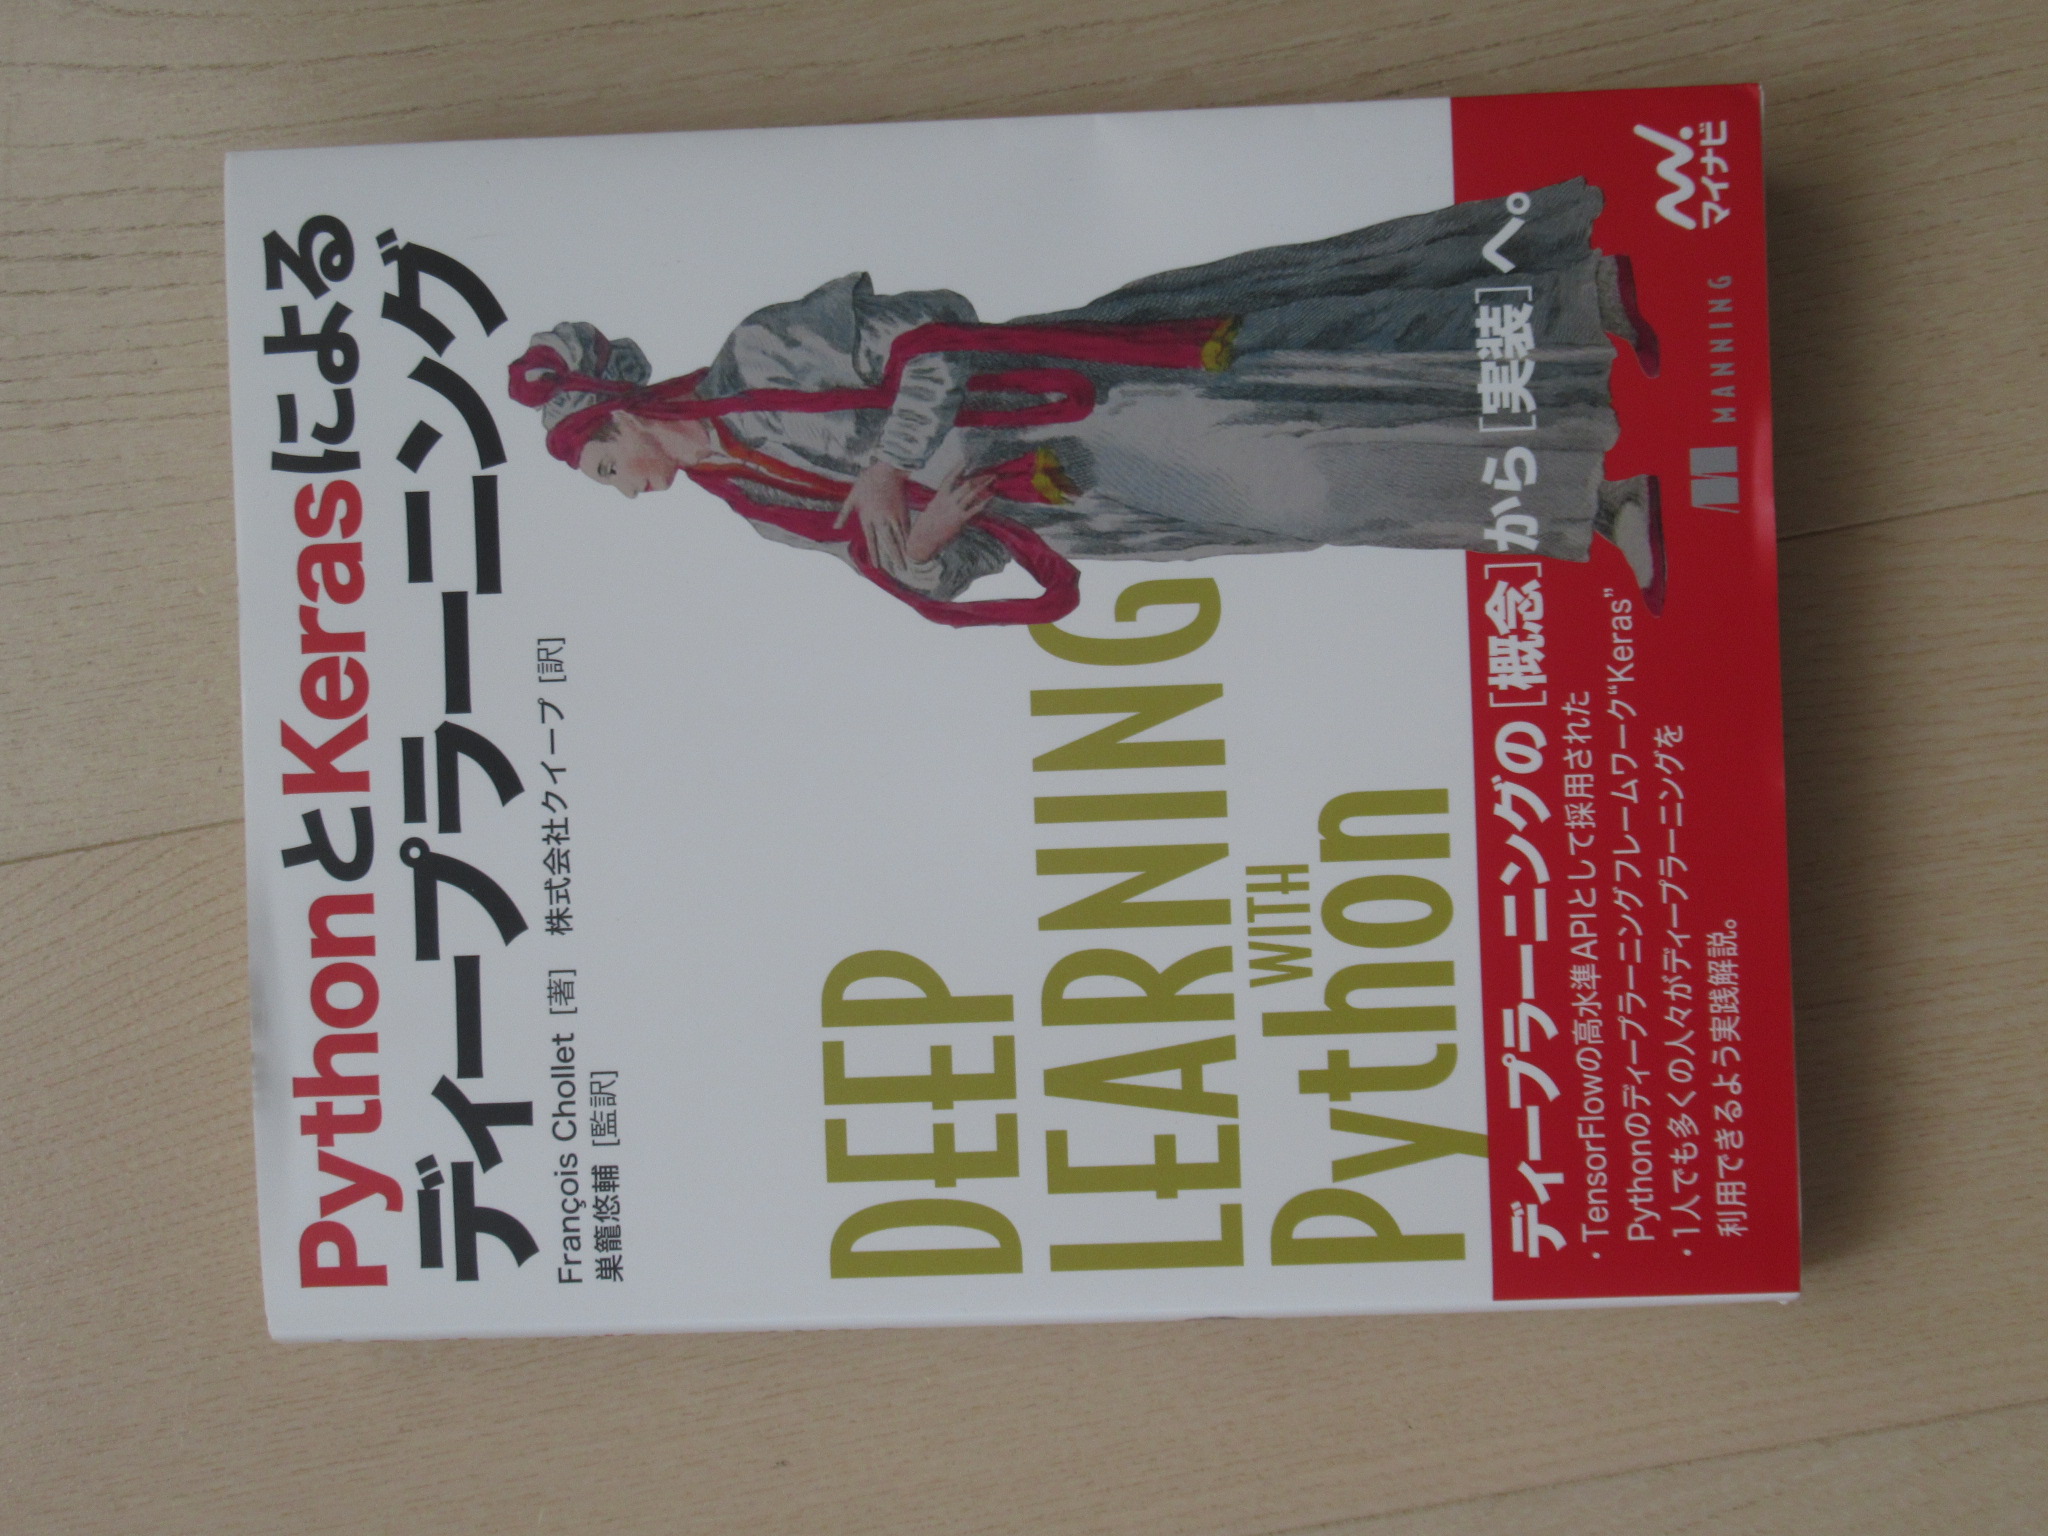 PythonとKerasによる
ディープラーニング
François Chollet [著] 株式会社クイープ [訳]
巣籠悠輔 [監訳]
DEEP
LEARNING
WITH
Python
ディープラーニングの[概念]から[実装]へ。
・TensorFlowの高水準APIとして採用された
Pythonのディープラーニングフレームワーク“Keras”
・1人でも多くの人々がディープラーニングを
利用できるよう実践解説。
MANNING
マイナビ